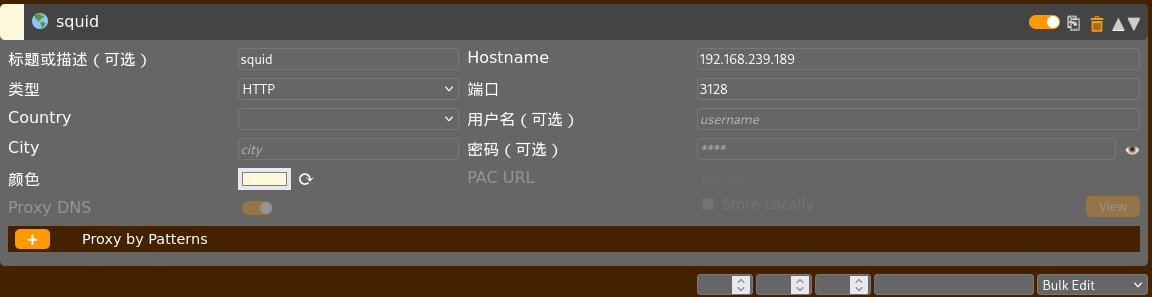 squid
标题或描述（可选） squid Hostname 192.168.239.189
类型 HTTP 端口 3128
Country 用户名（可选） username
City city 密码（可选） ****
颜色 PAC URL PAC URL
Proxy DNS Store Locally View
+ Proxy by Patterns
Bulk Edit